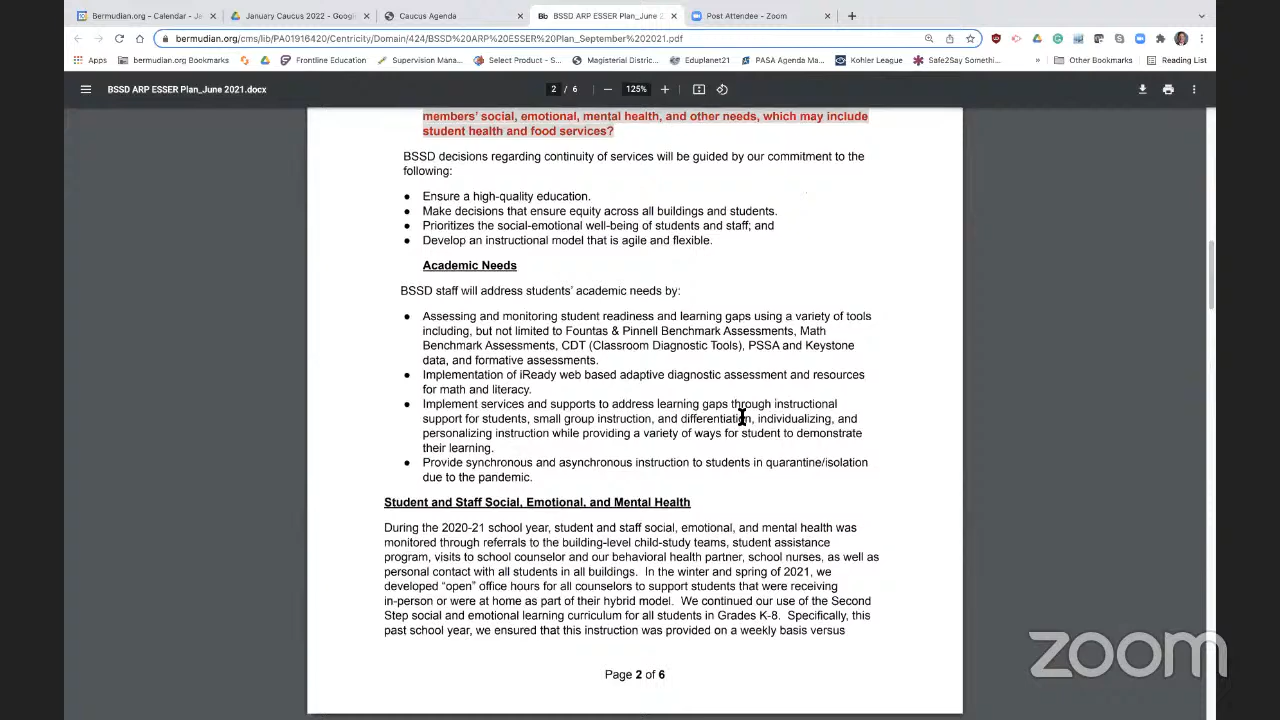 Bermudian.org - Calendar - Ja
January Caucus 2022 - Google
Caucus Agenda
Bb BSSD ARP ESSER Plan_June 2
Post Attendee - Zoom
bermudian.org/cms/lib/PA01916420/Centricity/Domain/424/BSSD%20ARP%20ESSER%20Plan_September%202021.pdf
Apps bermudian.org Bookmarks Frontline Education Supervision Mana... Select Product - S... Magisterial Distric... Eduplanet21 PASA Agenda Ma... Kohler League Safe2Say Somethi... » Other Bookmarks Reading List
BSSD ARP ESSER Plan_June 2021.docx 2 / 6 125%
members' social, emotional, mental health, and other needs, which may include
student health and food services?
BSSD decisions regarding continuity of services will be guided by our commitment to the
following:
● Ensure a high-quality education.
● Make decisions that ensure equity across all buildings and students.
● Prioritizes the social-emotional well-being of students and staff; and
● Develop an instructional model that is agile and flexible.
Academic Needs
BSSD staff will address students' academic needs by:
● Assessing and monitoring student readiness and learning gaps using a variety of tools
including, but not limited to Fountas & Pinnell Benchmark Assessments, Math
Benchmark Assessments, CDT (Classroom Diagnostic Tools), PSSA and Keystone
data, and formative assessments.
● Implementation of iReady web based adaptive diagnostic assessment and resources
for math and literacy.
● Implement services and supports to address learning gaps through instructional
support for students, small group instruction, and differentiation, individualizing, and
personalizing instruction while providing a variety of ways for student to demonstrate
their learning.
● Provide synchronous and asynchronous instruction to students in quarantine/isolation
due to the pandemic.
Student and Staff Social, Emotional, and Mental Health
During the 2020-21 school year, student and staff social, emotional, and mental health was
monitored through referrals to the building-level child-study teams, student assistance
program, visits to school counselor and our behavioral health partner, school nurses, as well as
personal contact with all students in all buildings. In the winter and spring of 2021, we
developed "open" office hours for all counselors to support students that were receiving
in-person or were at home as part of their hybrid model. We continued our use of the Second
Step social and emotional learning curriculum for all students in Grades K-8. Specifically, this
past school year, we ensured that this instruction was provided on a weekly basis versus
Page 2 of 6
zoom